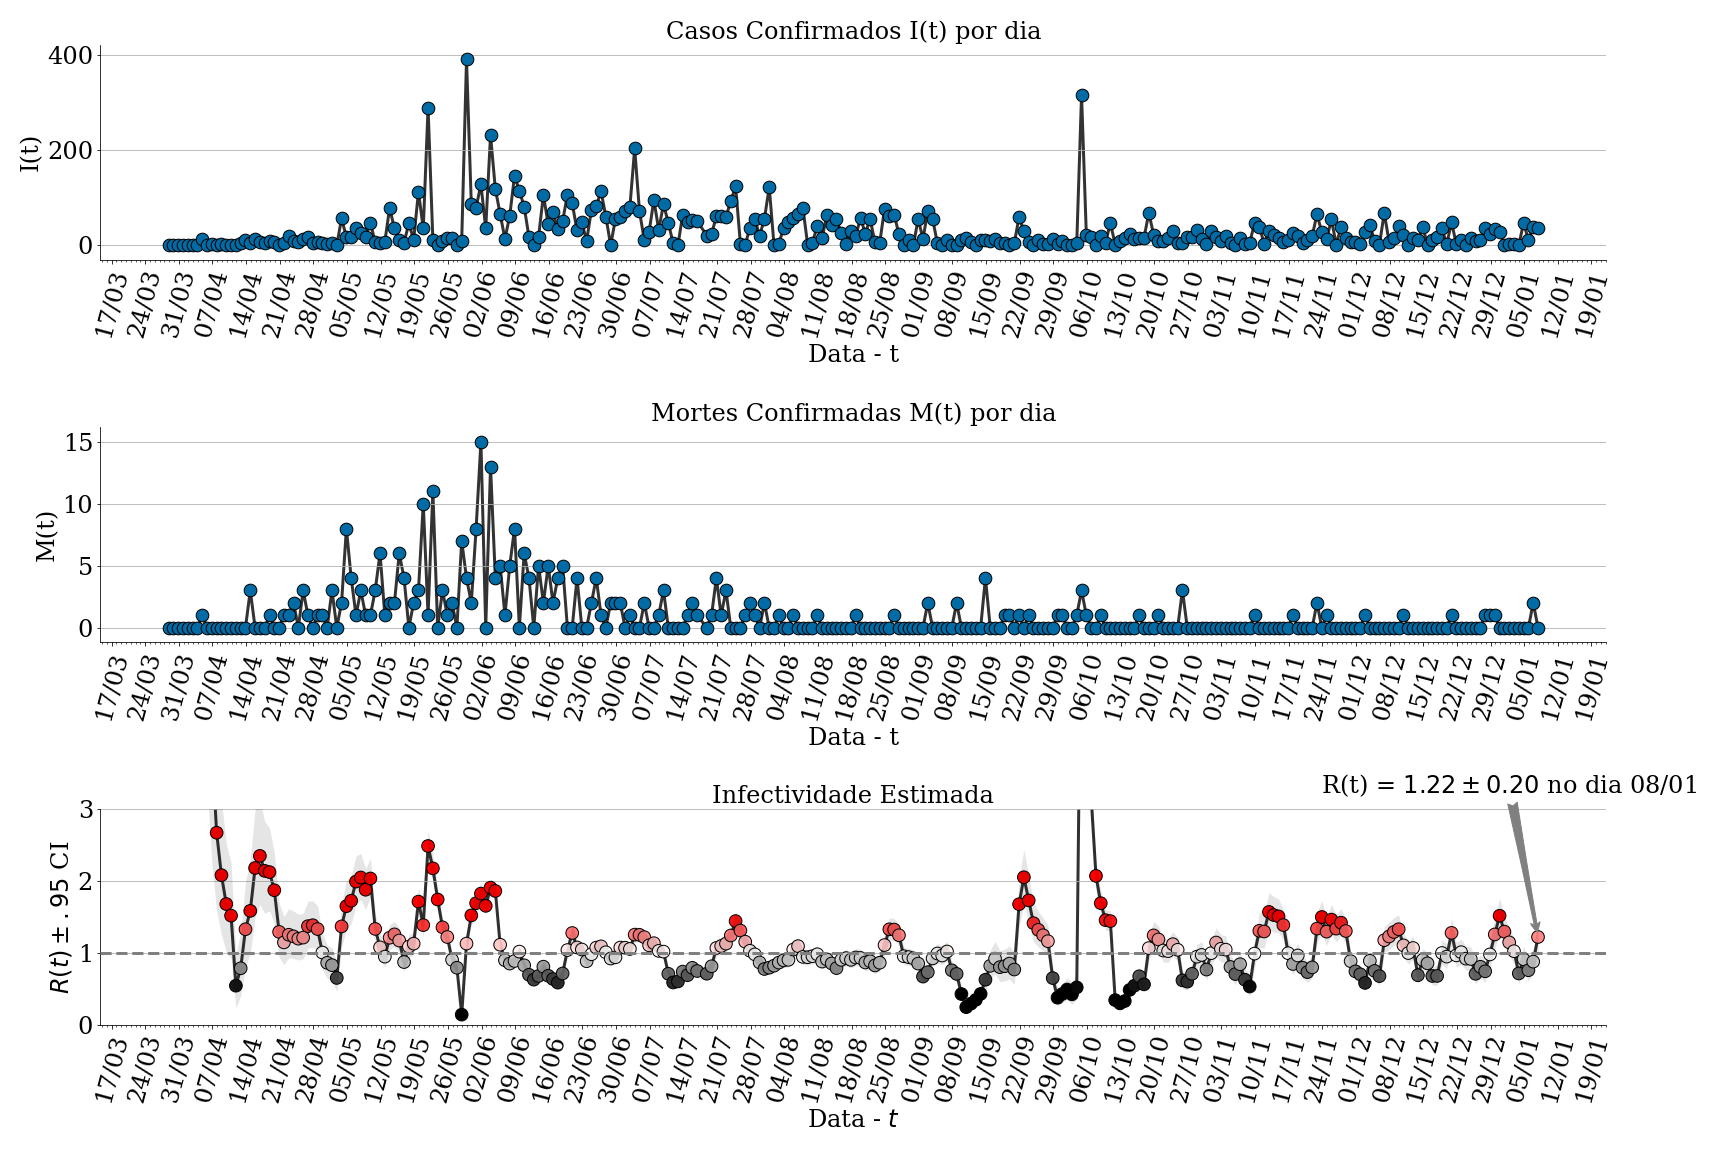 Casos Confirmados I(t) por dia
400
200
0
I(t)
17/03 24/03 31/03 07/04 14/04 21/04 28/04 05/05 12/05 19/05 26/05 02/06 09/06 16/06 23/06 30/06 07/07 14/07 21/07 28/07 04/08 11/08 18/08 25/08 01/09 08/09 15/09 22/09 29/09 06/10 13/10 20/10 27/10 03/11 10/11 17/11 24/11 01/12 08/12 15/12 22/12 29/12 05/01 12/01 19/01
Data - t
Mortes Confirmadas M(t) por dia
15
10
5
0
M(t)
17/03 24/03 31/03 07/04 14/04 21/04 28/04 05/05 12/05 19/05 26/05 02/06 09/06 16/06 23/06 30/06 07/07 14/07 21/07 28/07 04/08 11/08 18/08 25/08 01/09 08/09 15/09 22/09 29/09 06/10 13/10 20/10 27/10 03/11 10/11 17/11 24/11 01/12 08/12 15/12 22/12 29/12 05/01 12/01 19/01
Data - t
R(t) = 1.22 ± 0.20 no dia 08/01
Infectividade Estimada
3
2
1
0
R(t) ± .95 CI
17/03 24/03 31/03 07/04 14/04 21/04 28/04 05/05 12/05 19/05 26/05 02/06 09/06 16/06 23/06 30/06 07/07 14/07 21/07 28/07 04/08 11/08 18/08 25/08 01/09 08/09 15/09 22/09 29/09 06/10 13/10 20/10 27/10 03/11 10/11 17/11 24/11 01/12 08/12 15/12 22/12 29/12 05/01 12/01 19/01
Data - t